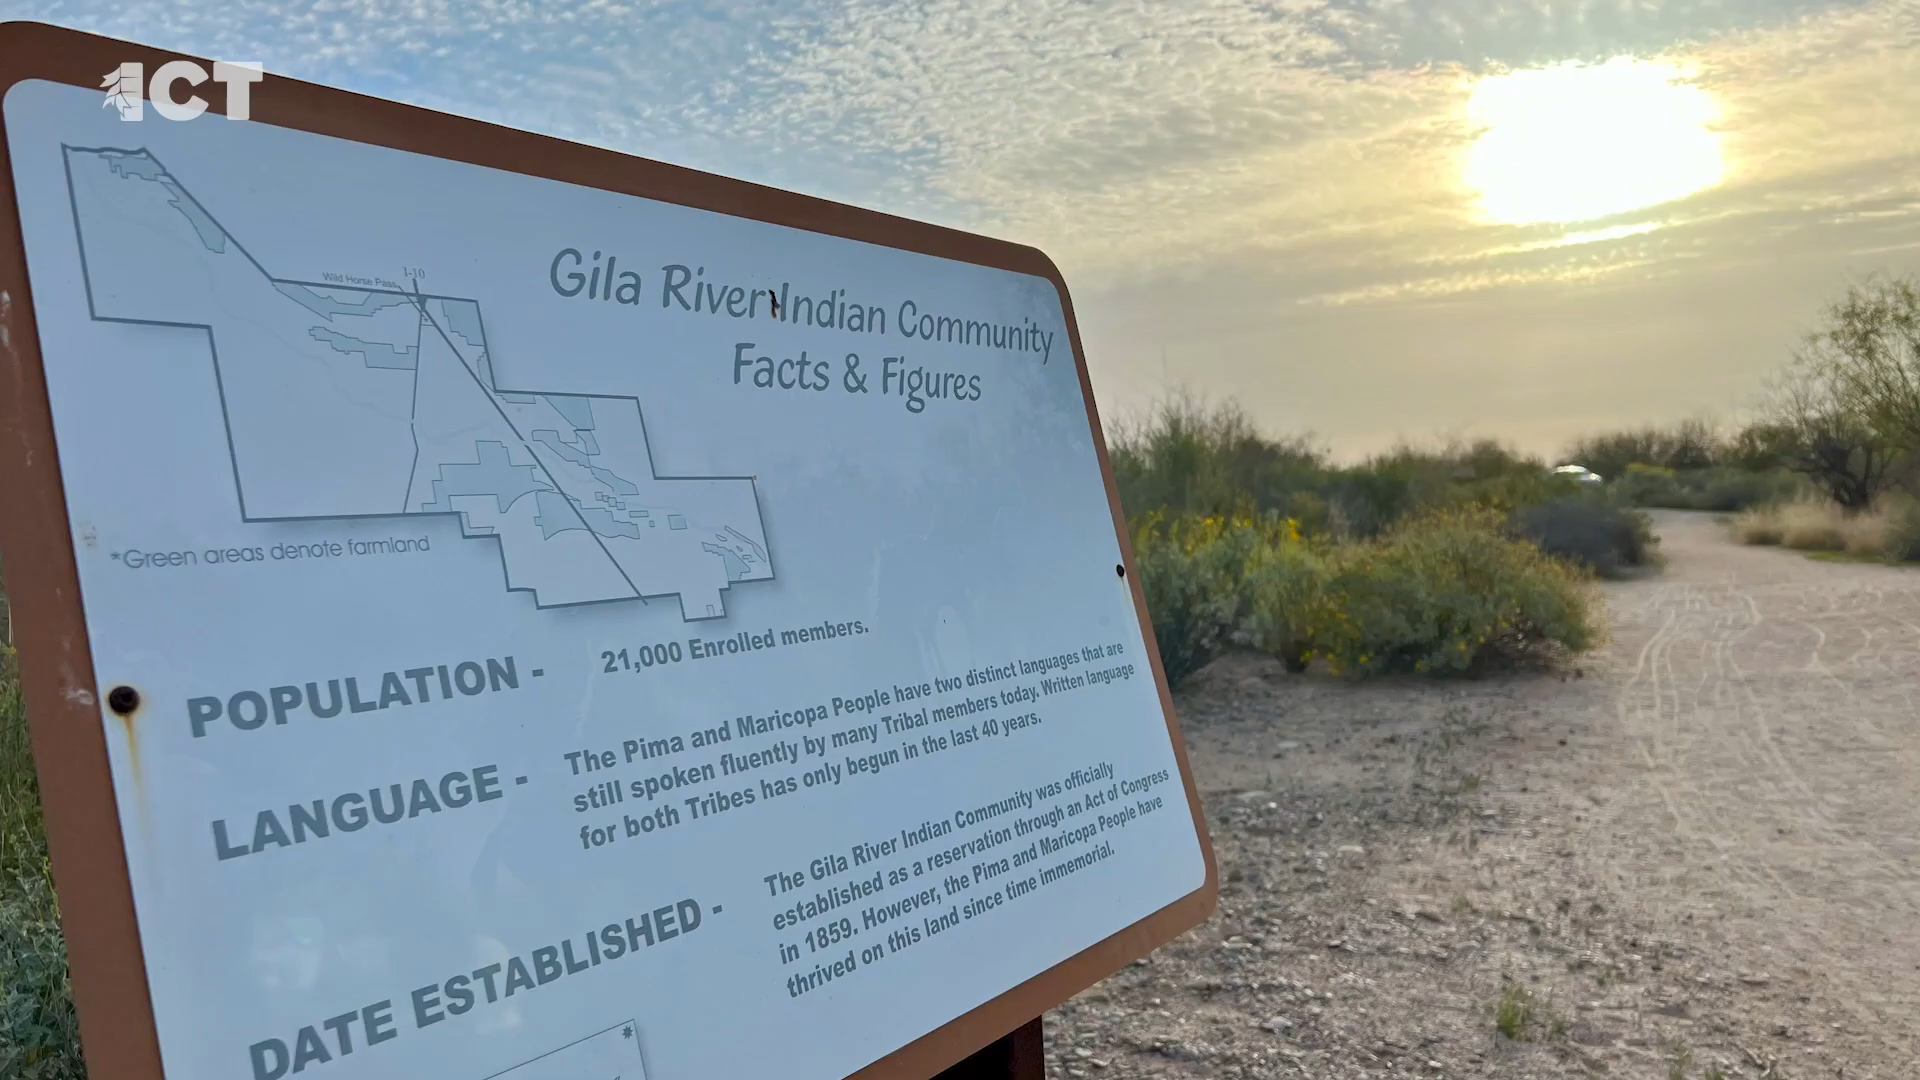 ICT
Wild Horse Pass
I-10
Gila River Indian Community
Facts & Figures
*Green areas denote farmland
POPULATION -
21,000 Enrolled members.
LANGUAGE -
The Pima and Maricopa People have two distinct languages that are
still spoken fluently by many Tribal members today. Written language
for both Tribes has only begun in the last 40 years.
DATE ESTABLISHED -
The Gila River Indian Community was officially
established as a reservation through an Act of Congress
in 1859. However, the Pima and Maricopa People have
thrived on this land since time immemorial.